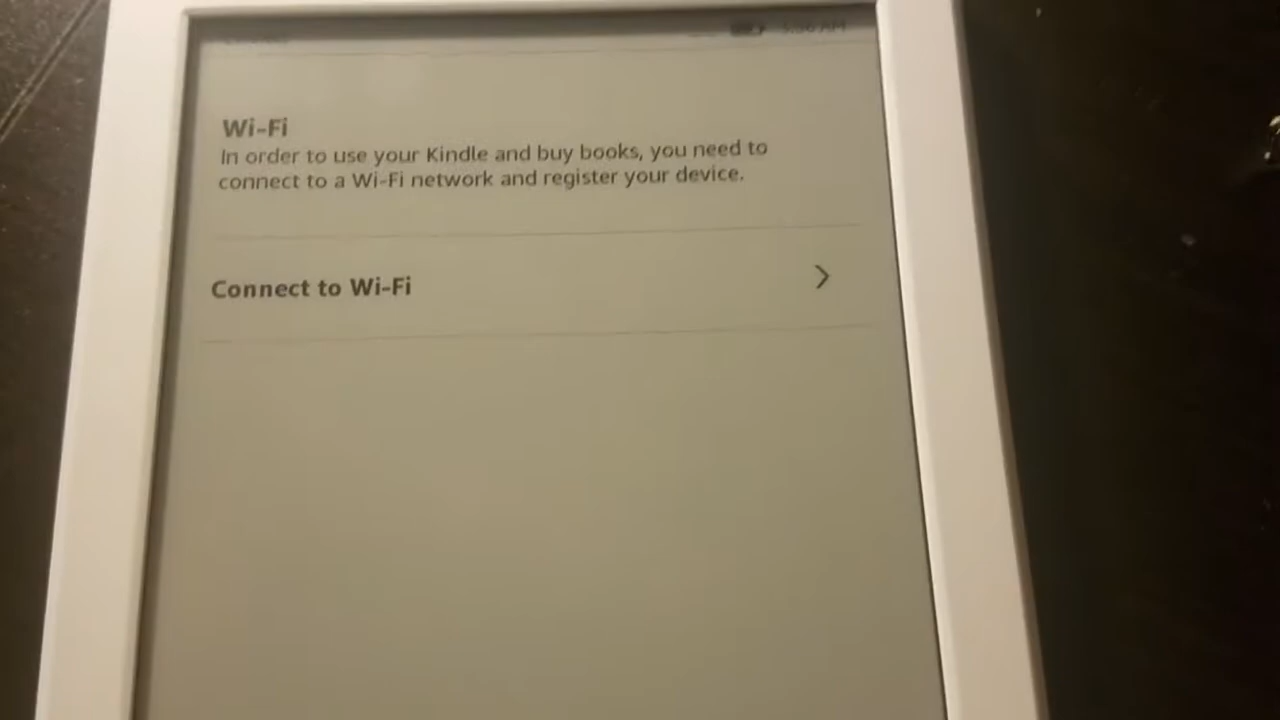 Wi-Fi
In order to use your Kindle and buy books, you need to
connect to a Wi-Fi network and register your device.
Connect to Wi-Fi